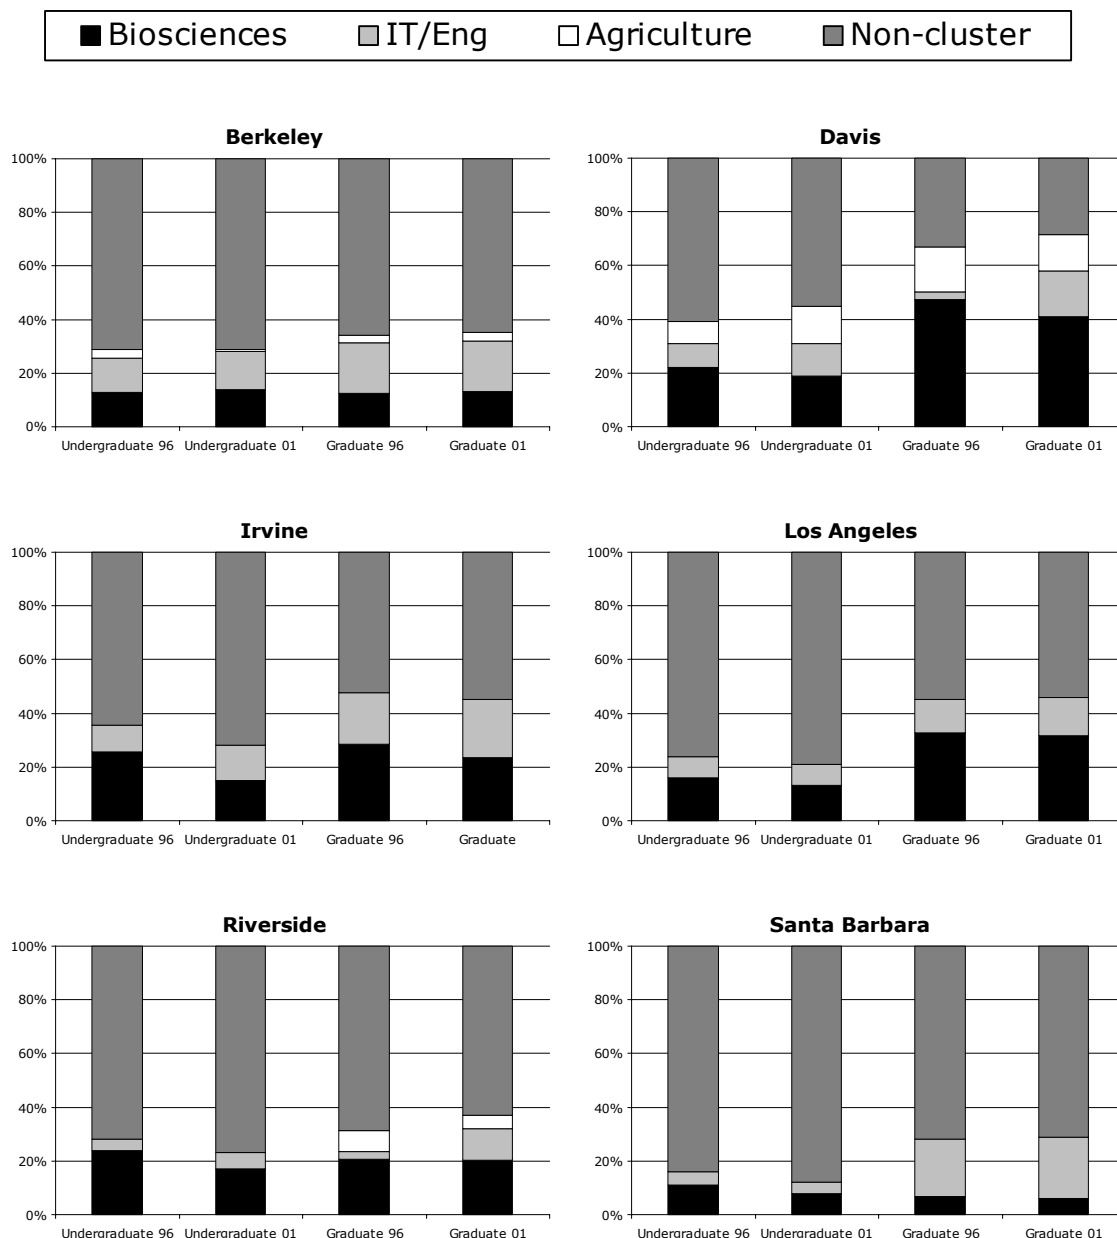 Biosciences IT/Eng Agriculture Non-cluster
Berkeley
100%
80%
60%
40%
20%
0%
Undergraduate 96 Undergraduate 01 Graduate 96 Graduate 01
Davis
100%
80%
60%
40%
20%
0%
Undergraduate 96 Undergraduate 01 Graduate 96 Graduate 01
Irvine
100%
80%
60%
40%
20%
0%
Undergraduate 96 Undergraduate 01 Graduate 96 Graduate
Los Angeles
100%
80%
60%
40%
20%
0%
Undergraduate 96 Undergraduate 01 Graduate 96 Graduate 01
Riverside
100%
80%
60%
40%
20%
0%
Undergraduate 96 Undergraduate 01 Graduate 96 Graduate 01
Santa Barbara
100%
80%
60%
40%
20%
0%
Undergraduate 96 Undergraduate 01 Graduate 96 Graduate 01